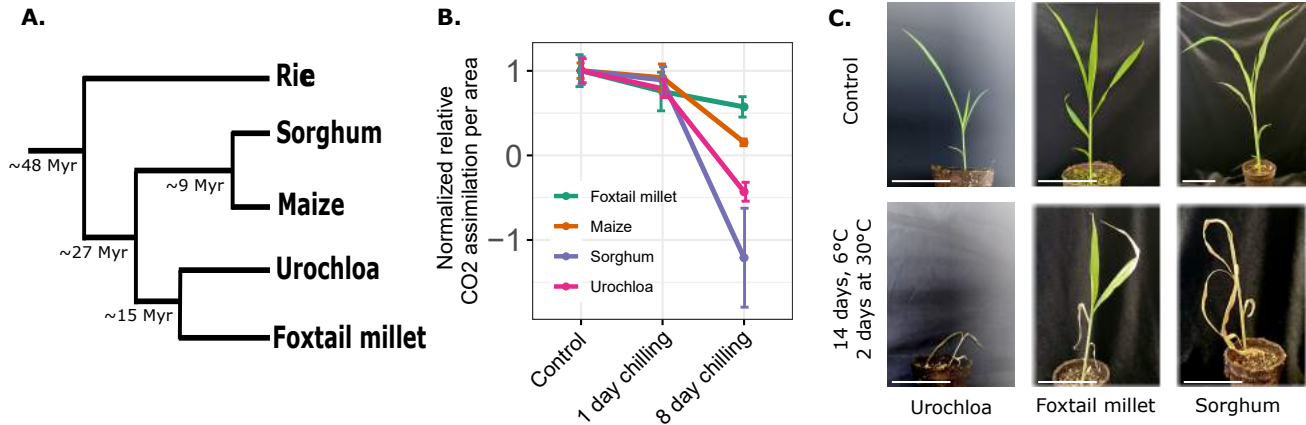 A.
Rie
Sorghum
Maize
Urochloa
Foxtail millet
~48 Myr
~9 Myr
~27 Myr
~15 Myr
B.
Normalized relative
CO2 assimilation per area
1
0
−1
Foxtail millet
Maize
Sorghum
Urochloa
Control
1 day chilling
8 day chilling
C.
Control
14 days, 6°C
2 days at 30°C
Urochloa
Foxtail millet
Sorghum